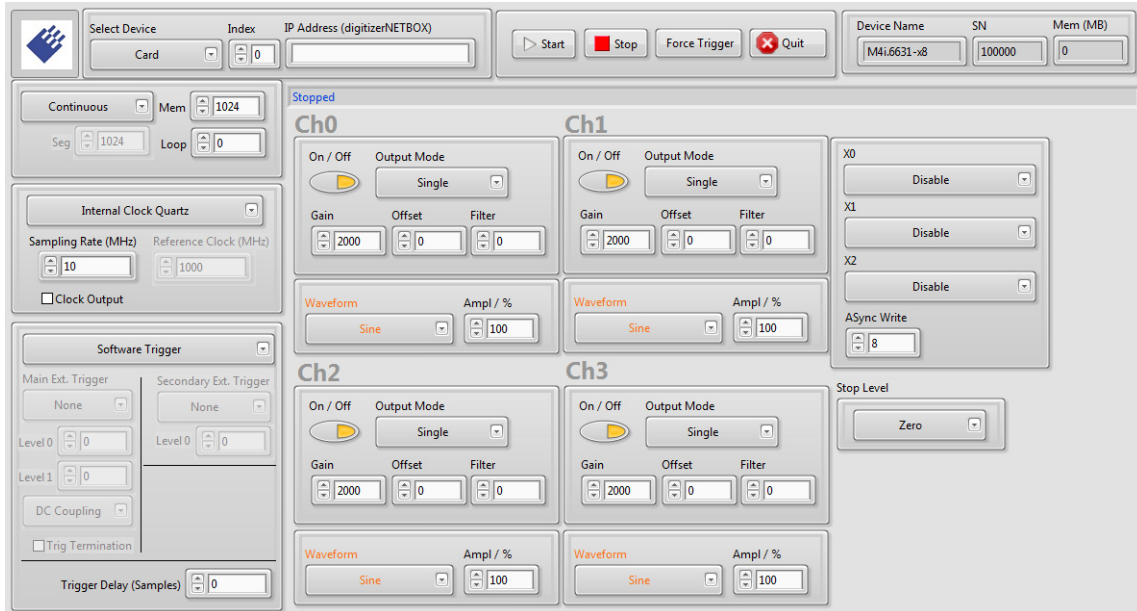 Select Device Index IP Address (digitizerNETBOX)
Card 0
Start Stop Force Trigger Quit
Device Name SN Mem (MB)
M4i.6631-x8 100000 0
Continuous Mem 1024
Seg 1024 Loop 0
Internal Clock Quartz
Sampling Rate (MHz) Reference Clock (MHz)
10 1000
Clock Output
Software Trigger
Main Ext. Trigger Secondary Ext. Trigger
None None
Level 0 0 Level 0 0
Level 1 0
DC Coupling
Trig Termination
Trigger Delay (Samples) 0
Stopped
Ch0
On / Off Output Mode
Single
Gain Offset Filter
2000 0 0
Waveform Ampl / %
Sine 100
Ch1
On / Off Output Mode
Single
Gain Offset Filter
2000 0 0
Waveform Ampl / %
Sine 100
Ch2
On / Off Output Mode
Single
Gain Offset Filter
2000 0 0
Waveform Ampl / %
Sine 100
Ch3
On / Off Output Mode
Single
Gain Offset Filter
2000 0 0
Waveform Ampl / %
Sine 100
X0
Disable
X1
Disable
X2
Disable
ASync Write
8
Stop Level
Zero